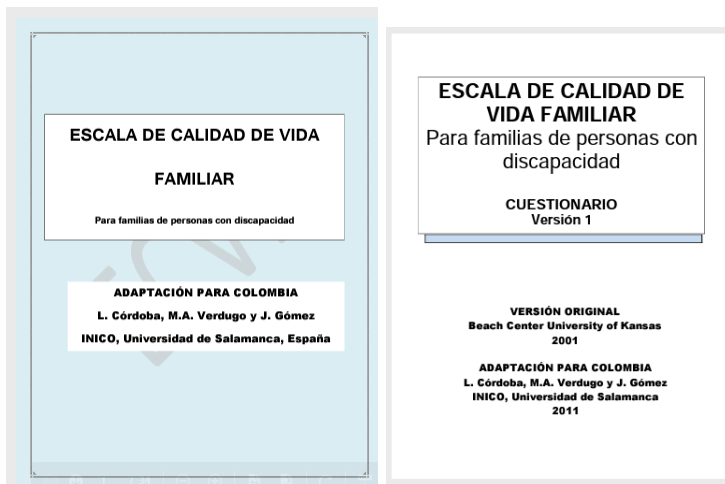 ESCALA DE CALIDAD DE VIDA
FAMILIAR
Para familias de personas con discapacidad
ADAPTACIÓN PARA COLOMBIA
L. Córdoba, M.A. Verdugo y J. Gómez
INICO, Universidad de Salamanca, España
ESCALA DE CALIDAD DE
VIDA FAMILIAR
Para familias de personas con
discapacidad
CUESTIONARIO
Versión 1
VERSIÓN ORIGINAL
Beach Center University of Kansas
2001
ADAPTACIÓN PARA COLOMBIA
L. Córdoba, M.A. Verdugo y J. Gómez
INICO, Universidad de Salamanca
2011